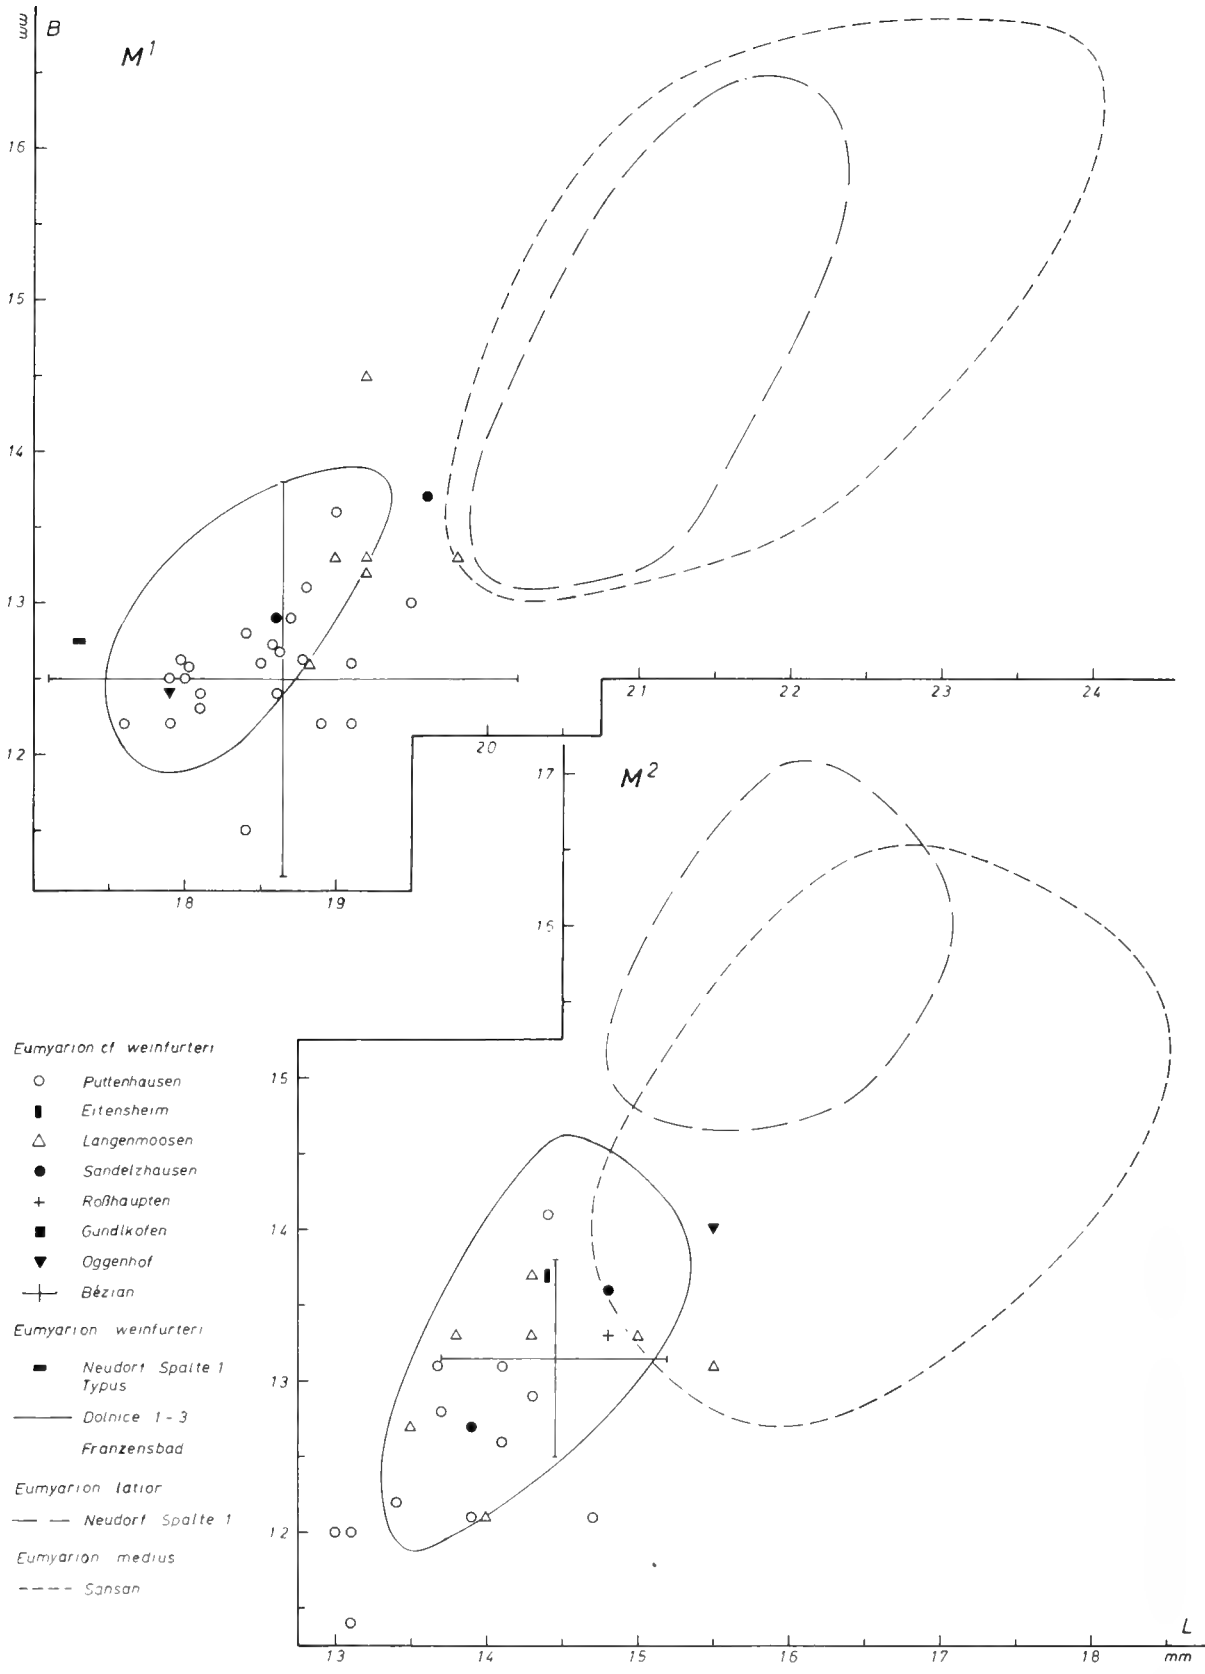 mm B
M¹
16
15
14
13
12
18 19
20
21 22 23 24
M²
17
16
15
14
13
12
13 14 15 16 17 18
L
mm
Eumyarion cf weinfurteri
Puttenhausen
Eitensheim
Langenmoosen
Sandelzhausen
Roßhaupten
Gundlkofen
Oggenhof
Bézian
Eumyarion weinfurteri
Neudorf Spalte 1
Typus
Dolnice 1-3
Franzensbad
Eumyarion latior
Neudorf Spalte 1
Eumyarion medius
Sansan